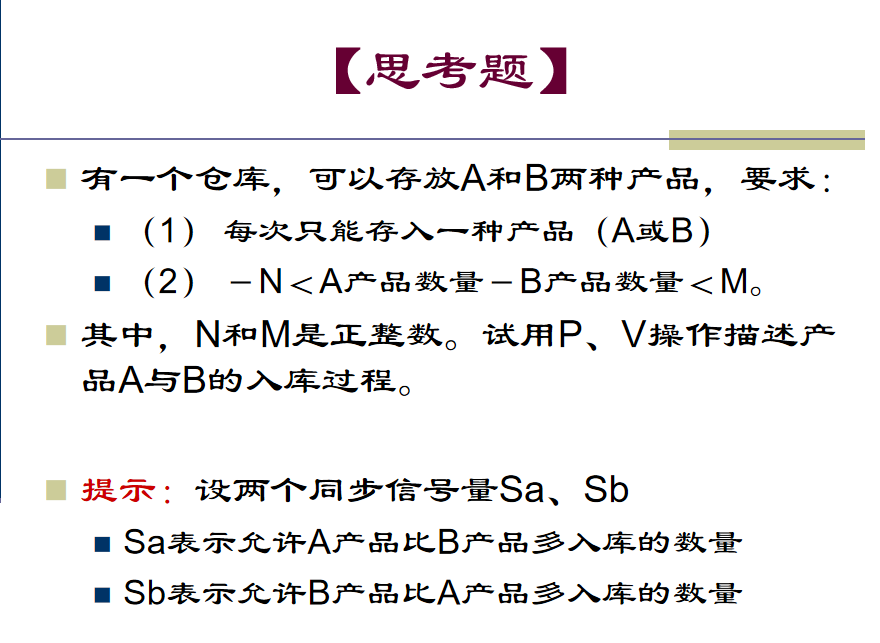 【思考题】
有一个仓库，可以存放A和B两种产品，要求：
（1） 每次只能存入一种产品（A或B）
（2） －N＜A产品数量－B产品数量＜M。
其中，N和M是正整数。试用P、V操作描述产
品A与B的入库过程。
提示：设两个同步信号量Sa、Sb
Sa表示允许A产品比B产品多入库的数量
Sb表示允许B产品比A产品多入库的数量